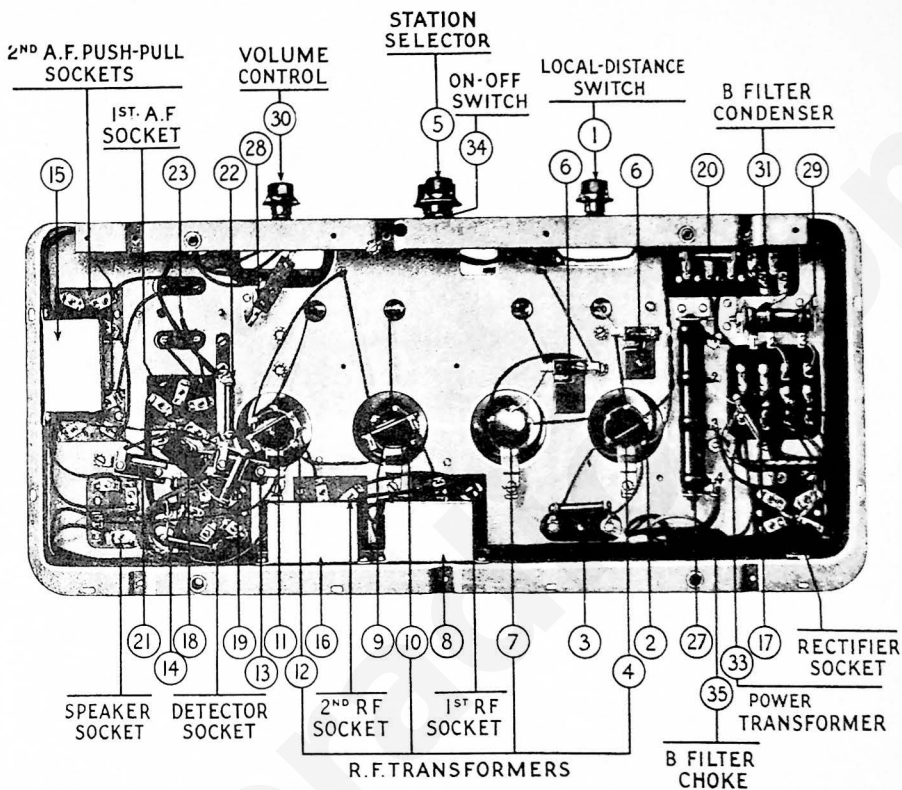 STATION
SELECTOR
2ND A.F. PUSH-PULL
SOCKETS
VOLUME
CONTROL
ON-OFF
SWITCH
LOCAL-DISTANCE
SWITCH
B FILTER
CONDENSER
1ST. A.F
SOCKET
30
5
34
1
15
23
22
28
6
6
20
31
29
21
14
18
19
13
11
12
16
9
10
8
7
3
4
2
27
35
33
17
RECTIFIER
SOCKET
SPEAKER
SOCKET
DETECTOR
SOCKET
2ND RF
SOCKET
1ST RF
SOCKET
POWER
TRANSFORMER
R.F. TRANSFORMERS
B FILTER
CHOKE